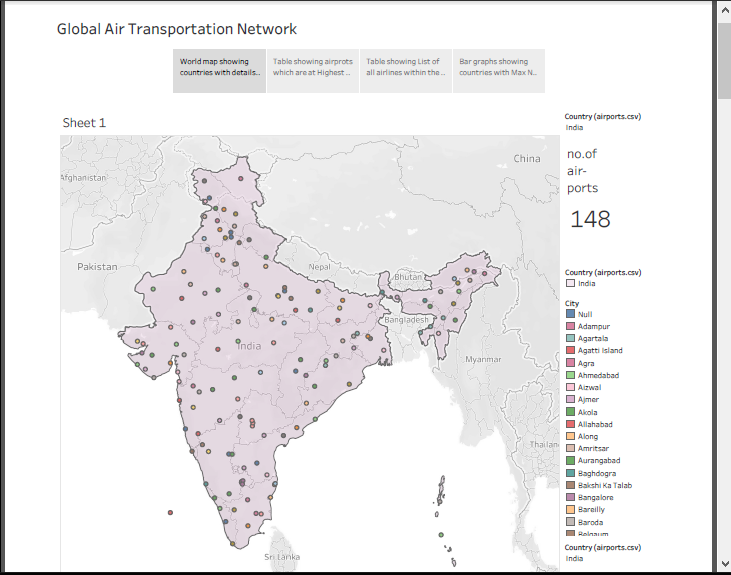 Global Air Transportation Network
World map showing
countries with details..
Table showing airprots
which are at Highest ..
Table showing List of
all airlines within the ..
Bar graphs showing
countries with Max N..
Sheet 1
Country (airports.csv)
India
no.of
air-
ports
148
Country (airports.csv)
India
City
Null
Adampur
Agartala
Agatti Island
Agra
Ahmedabad
Aizwal
Ajmer
Akola
Allahabad
Along
Amritsar
Aurangabad
Baghdogra
Bakshi Ka Talab
Bangalore
Bareilly
Baroda
Belgaum
Country (airports.csv)
India
China
Afghanistan
Pakistan
Nepal
Bhutan
Bangladesh
India
Myanmar
Thailan
Sri Lanka